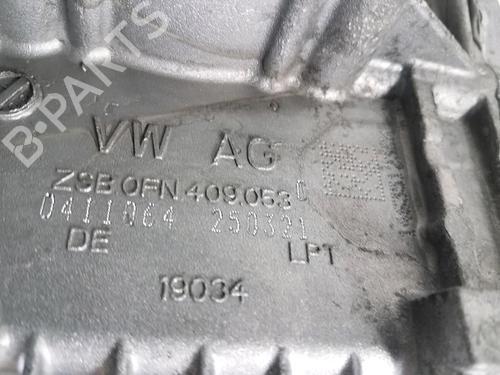 B-PARTS
VW AG
ZSB 0FN 409.053 C
0411064 250321
DE LPT
19034